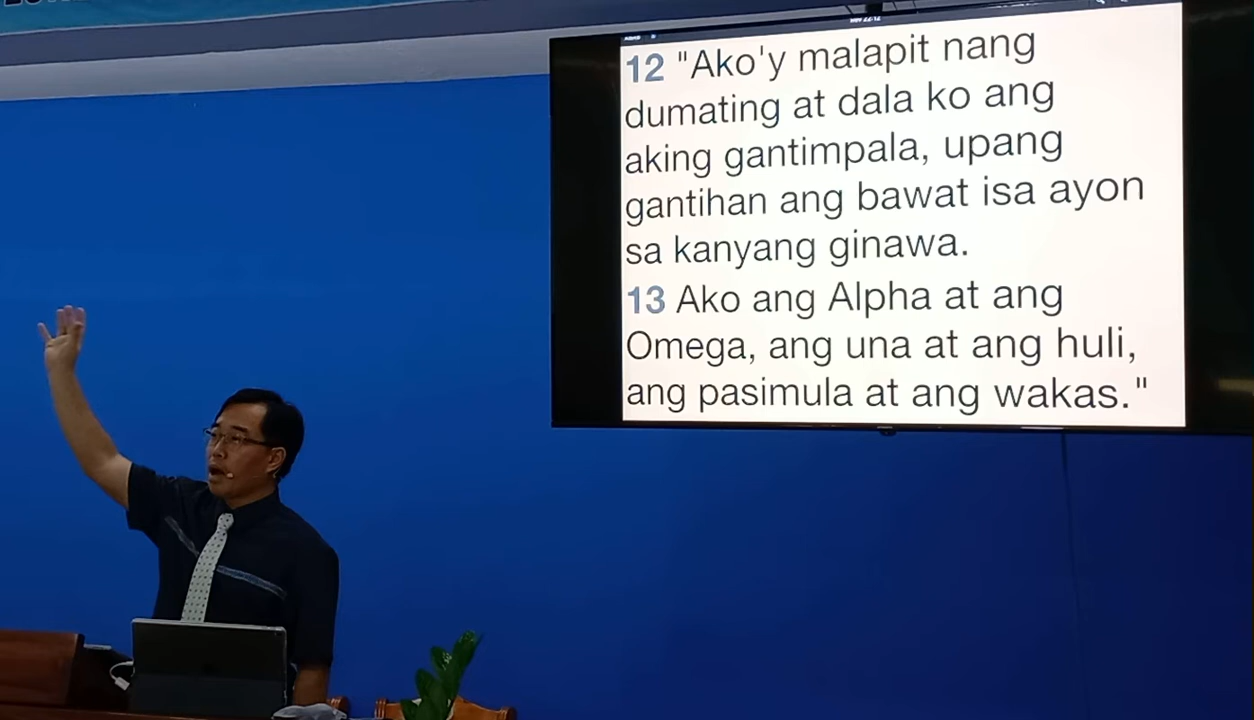 12 "Ako'y malapit nang
dumating at dala ko ang
aking gantimpala, upang
gantihan ang bawat isa ayon
sa kanyang ginawa.
13 Ako ang Alpha at ang
Omega, ang una at ang huli,
ang pasimula at ang wakas."